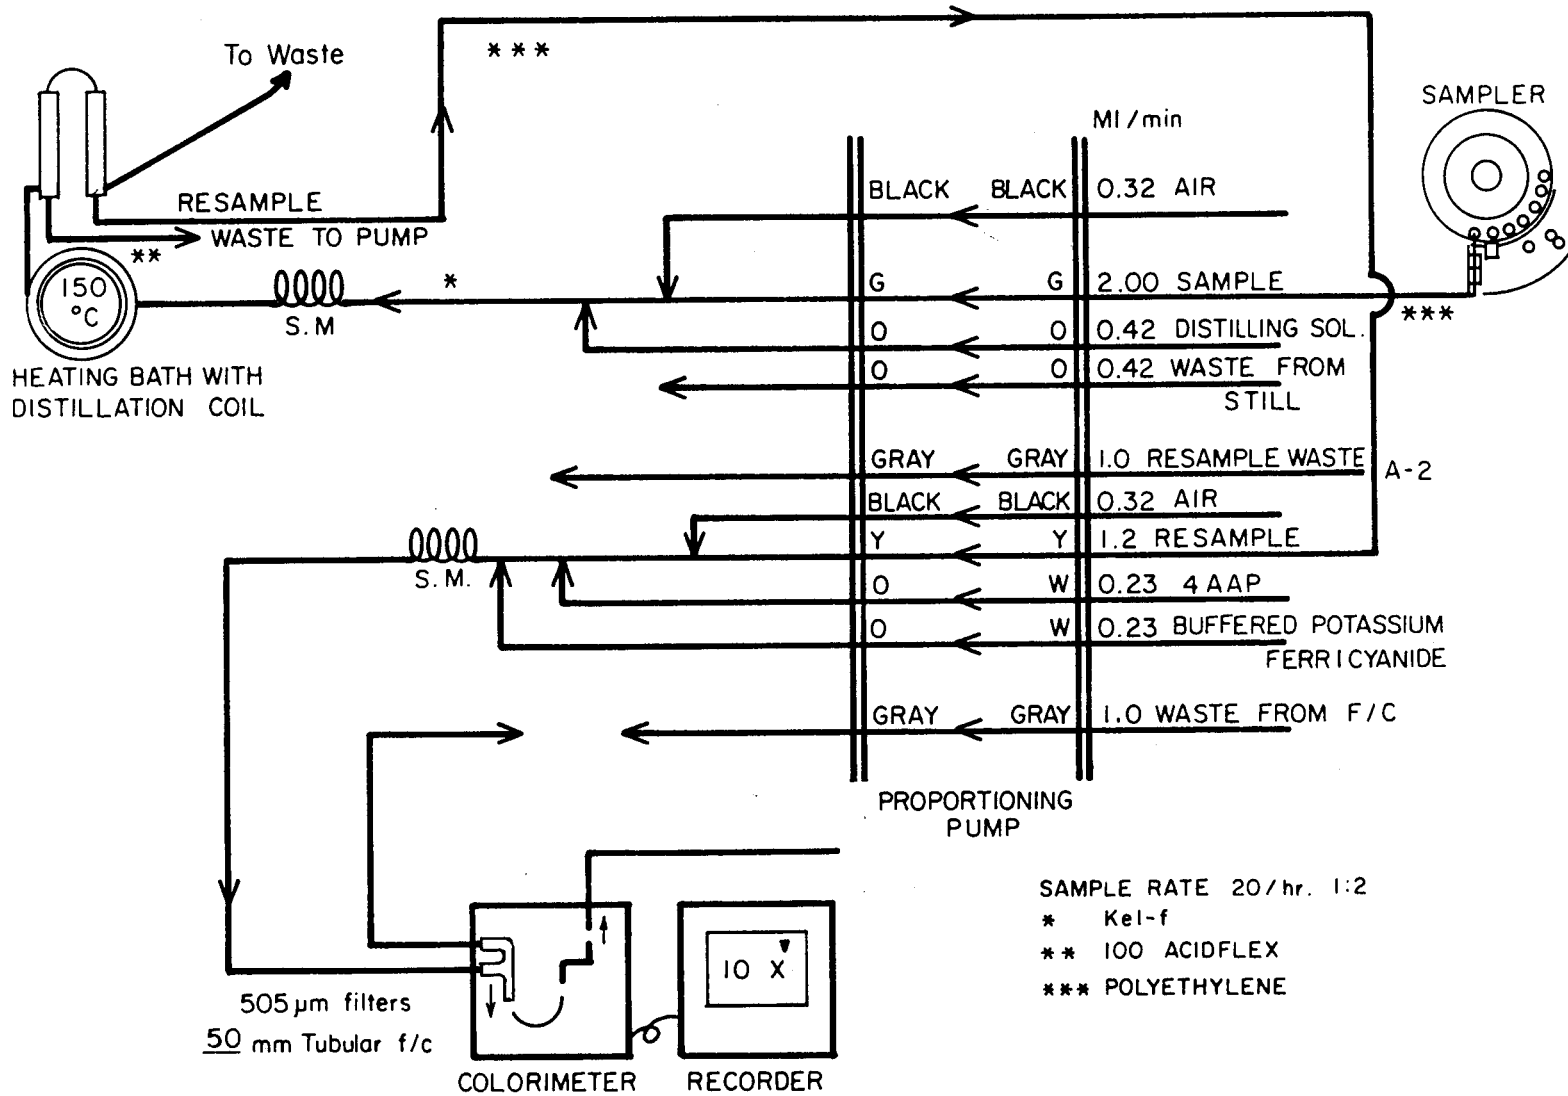 To Waste
***
SAMPLER
Ml/min
BLACK BLACK 0.32 AIR
RESAMPLE
WASTE TO PUMP
**
150
°C
*
S.M
G G 2.00 SAMPLE
***
O O 0.42 DISTILLING SOL.
O O 0.42 WASTE FROM
STILL
HEATING BATH WITH
DISTILLATION COIL
GRAY GRAY 1.0 RESAMPLE WASTE
A-2
BLACK BLACK 0.32 AIR
Y Y 1.2 RESAMPLE
S.M.
O W 0.23 4 AAP
O W 0.23 BUFFERED POTASSIUM
FERRICYANIDE
GRAY GRAY 1.0 WASTE FROM F/C
PROPORTIONING
PUMP
SAMPLE RATE 20/hr. 1:2
* Kel-f
** 100 ACIDFLEX
*** POLYETHYLENE
10 X
505 µm filters
50 mm Tubular f/c
COLORIMETER
RECORDER